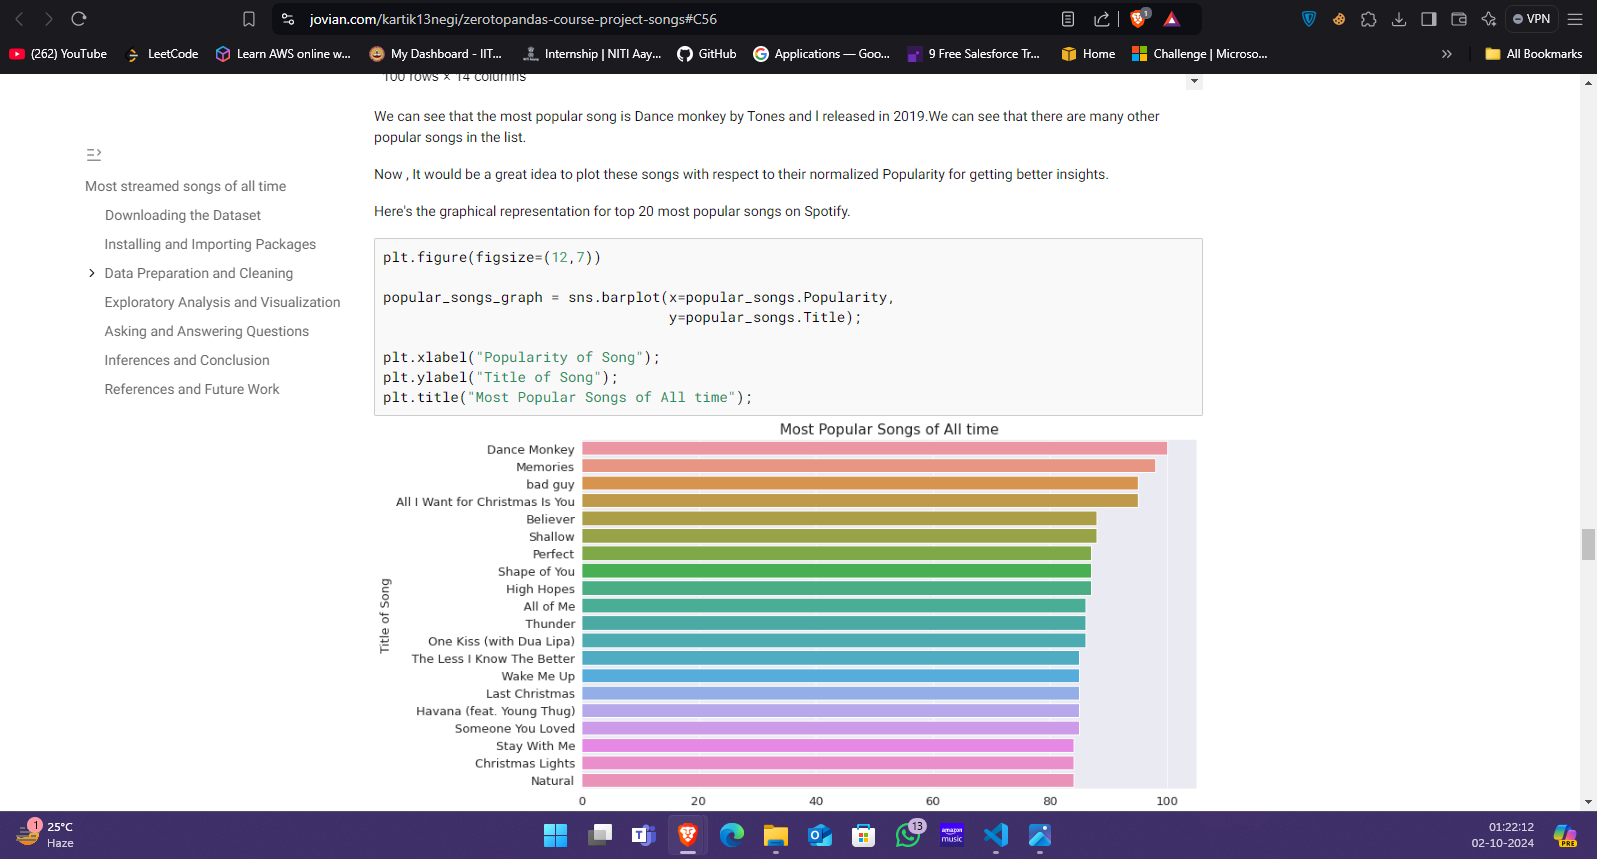 jovian.com/kartik13negi/zerotopandas-course-project-songs#C56
1
VPN
(262) YouTube
LeetCode
Learn AWS online w...
My Dashboard - IIT...
Internship | NITI Aay...
GitHub
Applications — Goo...
9 Free Salesforce Tr...
Home
Challenge | Microso...
»
All Bookmarks
100 rows × 14 columns
We can see that the most popular song is Dance monkey by Tones and I released in 2019.We can see that there are many other
popular songs in the list.
Now , It would be a great idea to plot these songs with respect to their normalized Popularity for getting better insights.
Here's the graphical representation for top 20 most popular songs on Spotify.
Most streamed songs of all time
Downloading the Dataset
Installing and Importing Packages
Data Preparation and Cleaning
Exploratory Analysis and Visualization
Asking and Answering Questions
Inferences and Conclusion
References and Future Work
plt.figure(figsize=(12,7))
popular_songs_graph = sns.barplot(x=popular_songs.Popularity,
y=popular_songs.Title);
plt.xlabel("Popularity of Song");
plt.ylabel("Title of Song");
plt.title("Most Popular Songs of All time");
Most Popular Songs of All time
Title of Song
Dance Monkey
Memories
bad guy
All I Want for Christmas Is You
Believer
Shallow
Perfect
Shape of You
High Hopes
All of Me
Thunder
One Kiss (with Dua Lipa)
The Less I Know The Better
Wake Me Up
Last Christmas
Havana (feat. Young Thug)
Someone You Loved
Stay With Me
Christmas Lights
Natural
0 20 40 60 80 100
1
25°C
Haze
13
amazon
music
01:22:12
02-10-2024
PRE